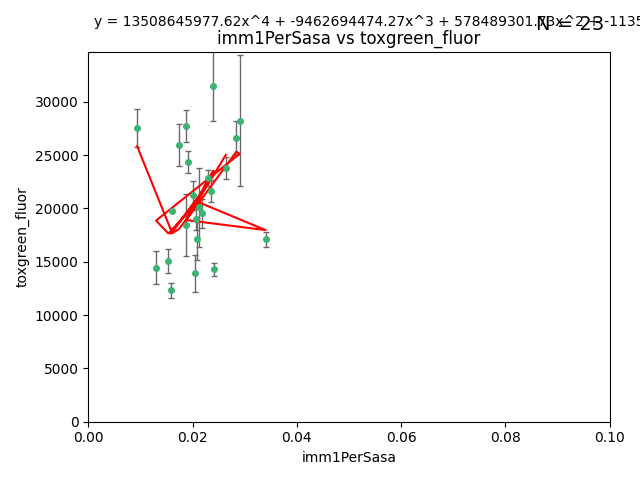 y = 13508645977.62x^4 + -9462694474.27x^3 + 578489301.73x^2 + -1135
N = 23
imm1PerSasa vs toxgreen_fluor
30000
25000
20000
15000
10000
5000
0
toxgreen_fluor
0.00 0.02 0.04 0.06 0.08 0.10
imm1PerSasa